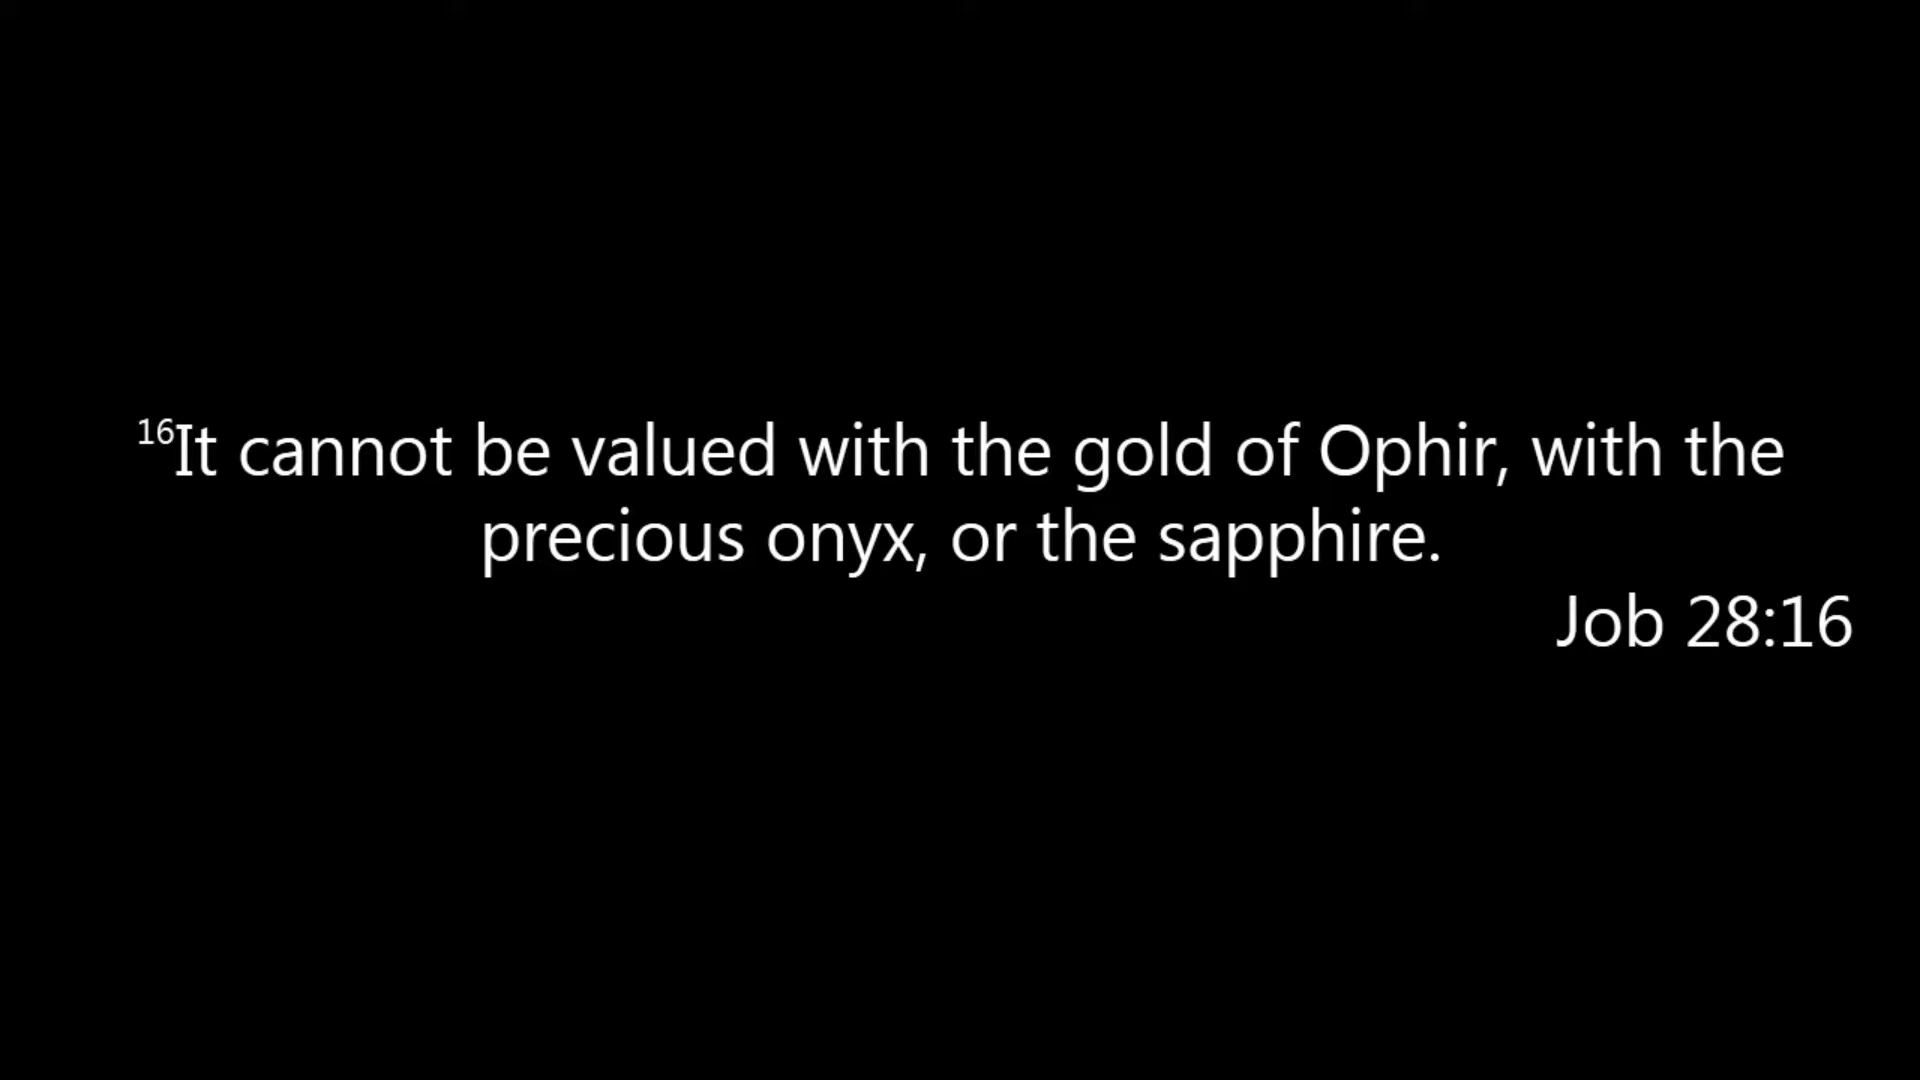 16It cannot be valued with the gold of Ophir, with the
precious onyx, or the sapphire.
Job 28:16